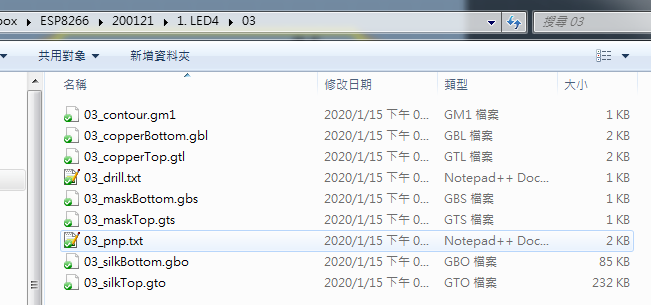 box ▸ ESP8266 ▸ 200121 ▸ 1. LED4 ▸ 03
搜尋 03
共用對象 新增資料夾
名稱 修改日期 類型 大小
03_contour.gm1 2020/1/15 下午 0... GM1 檔案 1 KB
03_copperBottom.gbl 2020/1/15 下午 0... GBL 檔案 2 KB
03_copperTop.gtl 2020/1/15 下午 0... GTL 檔案 2 KB
03_drill.txt 2020/1/15 下午 0... Notepad++ Doc... 1 KB
03_maskBottom.gbs 2020/1/15 下午 0... GBS 檔案 1 KB
03_maskTop.gts 2020/1/15 下午 0... GTS 檔案 1 KB
03_pnp.txt 2020/1/15 下午 0... Notepad++ Doc... 2 KB
03_silkBottom.gbo 2020/1/15 下午 0... GBO 檔案 85 KB
03_silkTop.gto 2020/1/15 下午 0... GTO 檔案 232 KB